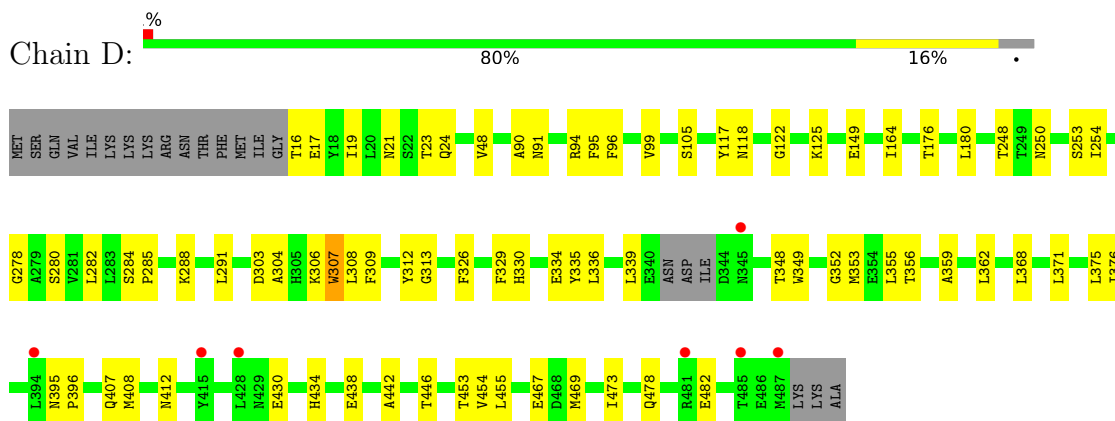 .%
Chain D:
80% 16% •
MET SER GLN VAL ILE LYS LYS LYS ARG ASN THR PHE MET ILE GLY T16 E17 Y18 I19 L20 N21 S22 T23 Q24 V48 A90 N91 R94 F95 F96 V99 S105 Y117 N118 G122 K125 E149 I164 T176 L180 T248 T249 N250 S253 I254
G278 A279 S280 V281 L282 L283 S284 P285 K288 L291 D303 A304 H305 K306 W307 L308 F309 Y312 G313 F326 F329 H330 E334 Y335 L336 L339 E340 ASN ASP ILE D344 N345 T348 W349 G352 M353 E354 L355 T356 A359 L362 L368 L371 L375 I376
L394 N395 P396 Q407 M408 N412 Y415 L428 N429 E430 H434 E438 A442 T446 T453 V454 L455 E467 D468 M469 I473 Q478 R481 E482 T485 E486 M487 LYS LYS ALA